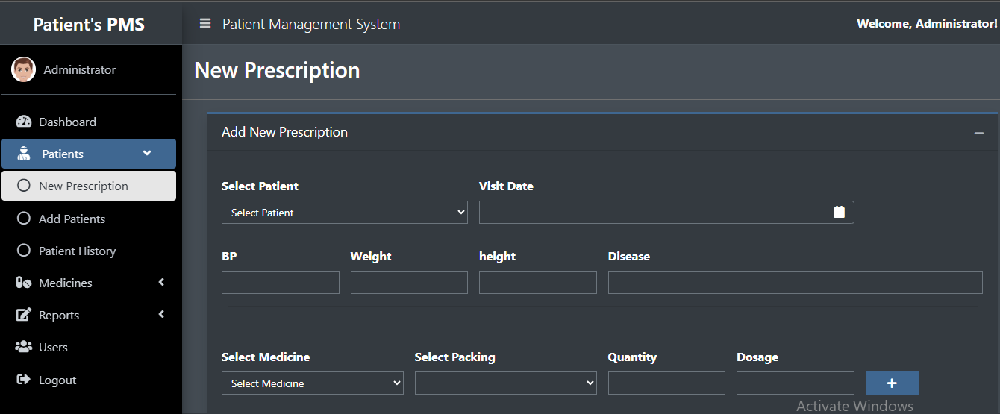 Patient's PMS
Patient Management System
Welcome, Administrator!
Administrator
New Prescription
Dashboard
Patients
New Prescription
Add Patients
Patient History
Medicines
Reports
Users
Logout
Add New Prescription
Select Patient
Visit Date
Select Patient
BP
Weight
height
Disease
Select Medicine
Select Packing
Quantity
Dosage
Select Medicine
Activate Windows